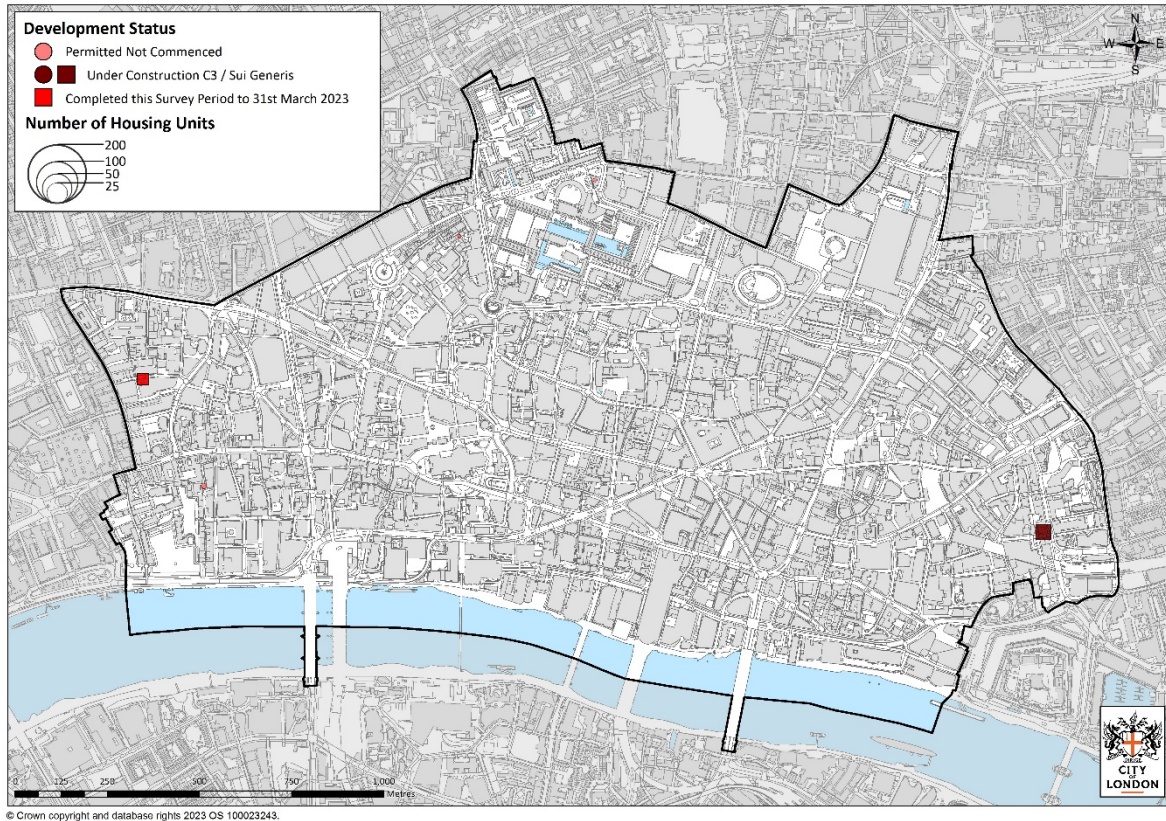 Development Status
Permitted Not Commenced
Under Construction C3 / Sui Generis
Completed this Survey Period to 31st March 2023
Number of Housing Units
200
100
50
25
N
W E
S
0 125 250 500 750 1,000
Metres
CITY
OF
LONDON
© Crown copyright and database rights 2023 OS 100023243.